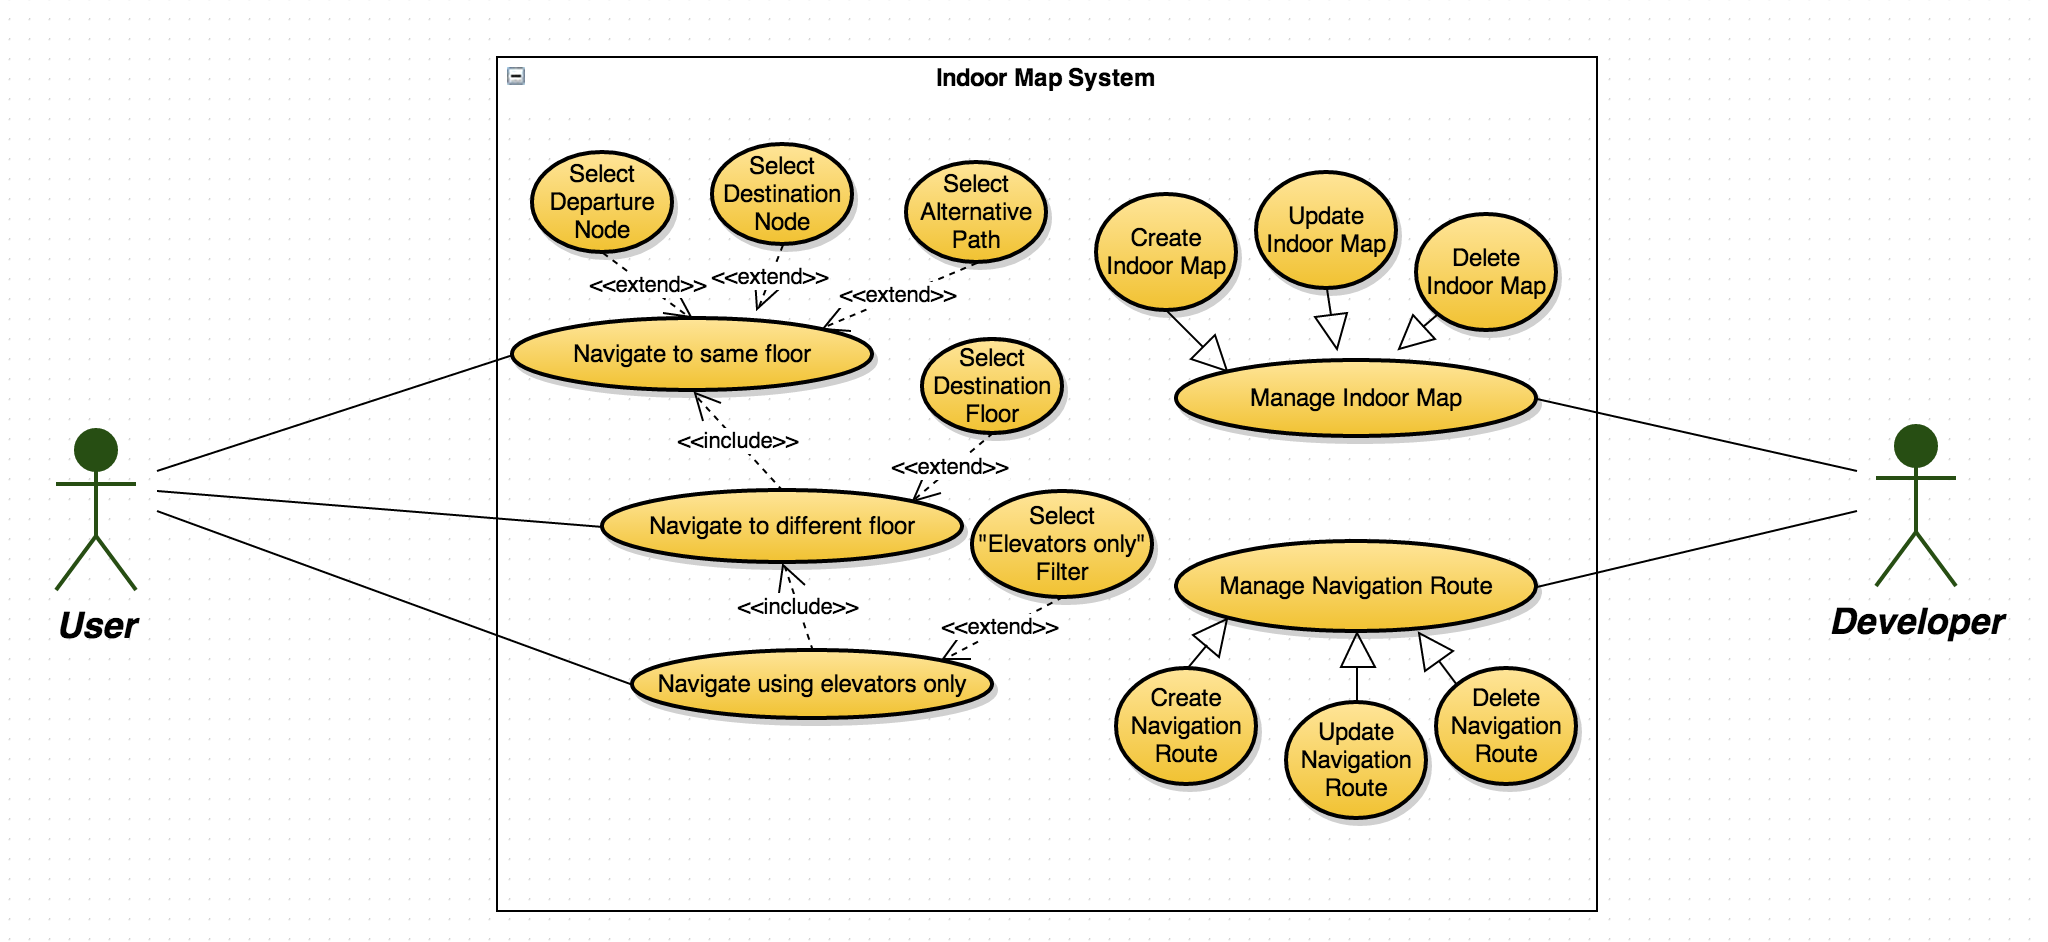 Indoor Map System
Select
Departure
Node
Select
Destination
Node
Select
Alternative
Path
<<extend>>
<<extend>>
<<extend>>
Navigate to same floor
Select
Destination
Floor
<<include>>
<<extend>>
Navigate to different floor
Select
"Elevators only"
Filter
<<include>>
<<extend>>
Navigate using elevators only
Create
Indoor Map
Update
Indoor Map
Delete
Indoor Map
Manage Indoor Map
Manage Navigation Route
Create
Navigation
Route
Update
Navigation
Route
Delete
Navigation
Route
User
Developer